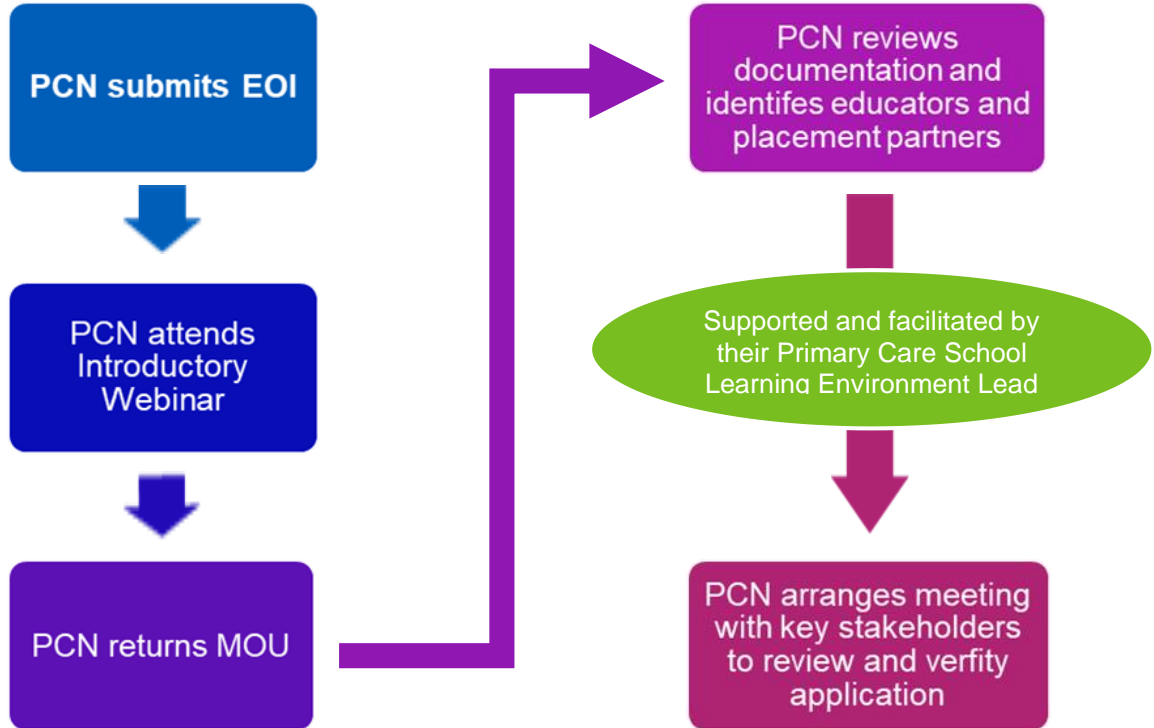 PCN submits EOI
PCN attends
Introductory
Webinar
PCN returns MOU
PCN reviews
documentation and
identifes educators and
placement partners
Supported and facilitated by
their Primary Care School
Learning Environment Lead
PCN arranges meeting
with key stakeholders
to review and verfity
application